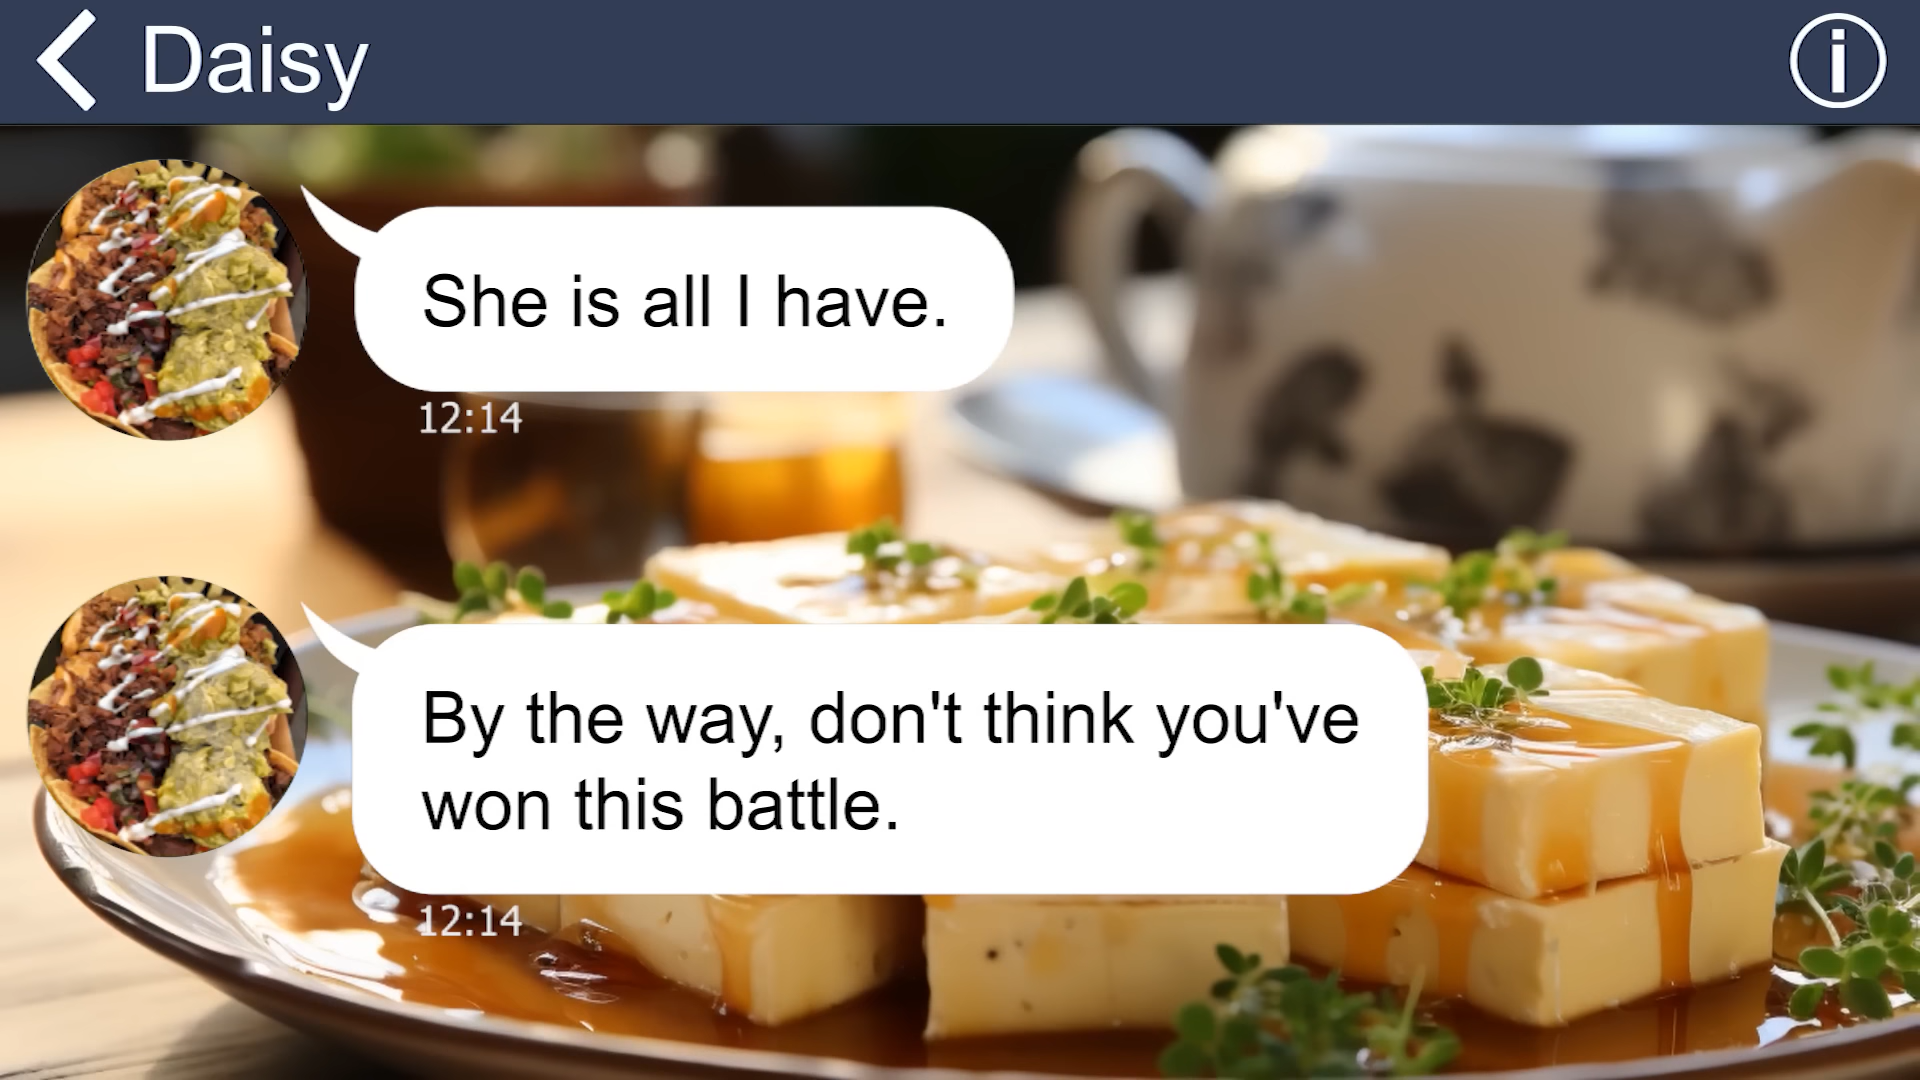 Daisy
She is all I have.
12:14
By the way, don't think you've
won this battle.
12:14